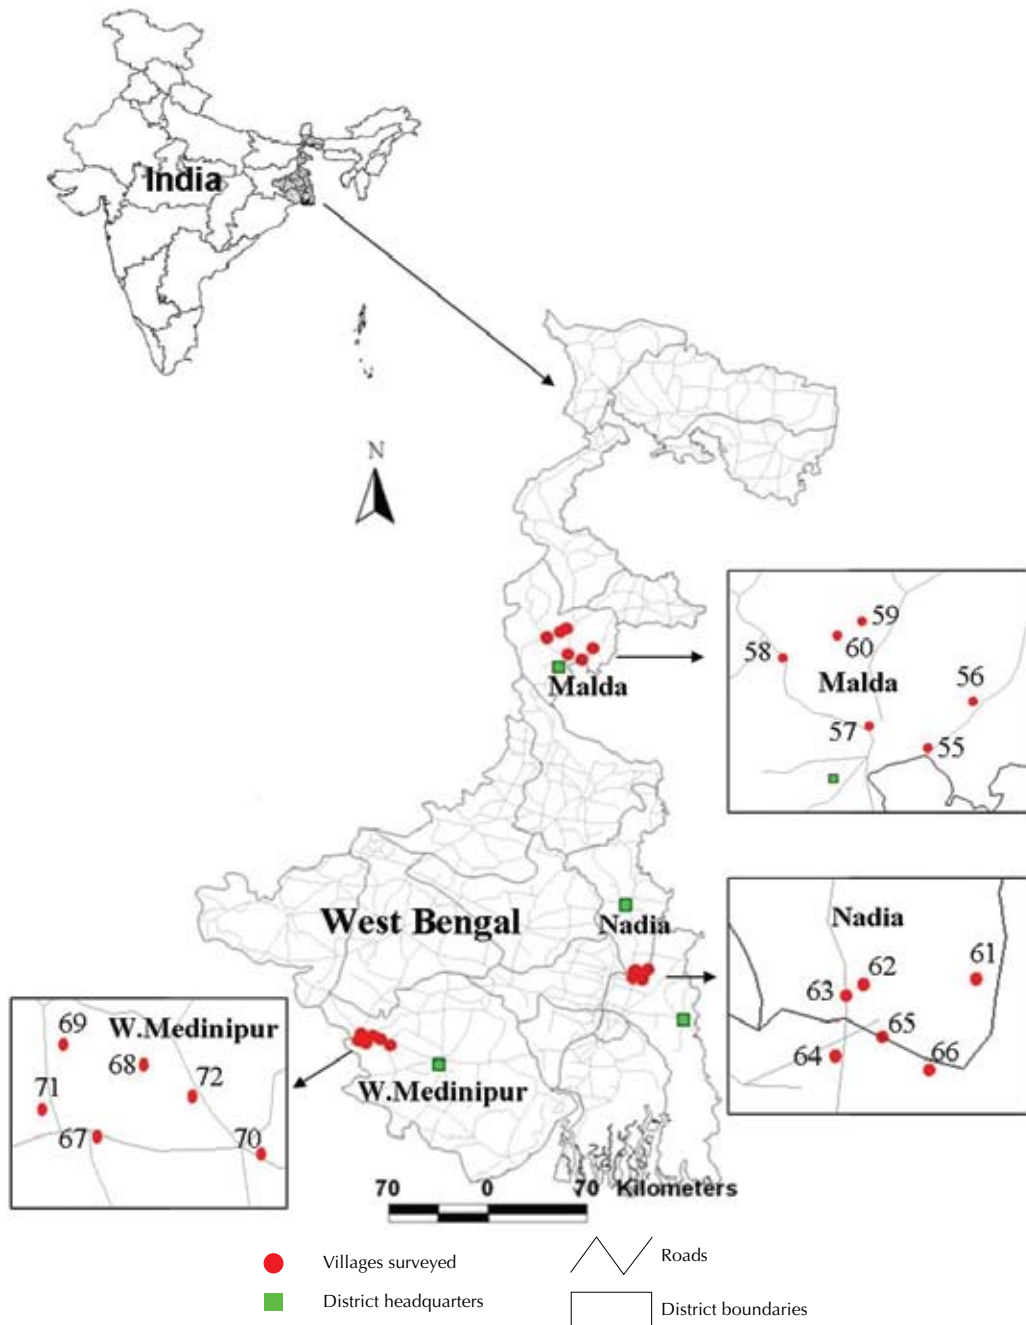 India
N
59
60
58
Malda
56
57
55
Malda
West Bengal
Nadia
Nadia
61
62
63
65
64
66
69
W.Medinipur
68
72
71
67
70
W.Medinipur
70 0 70 Kilometers
Villages surveyed
Roads
District headquarters
District boundaries